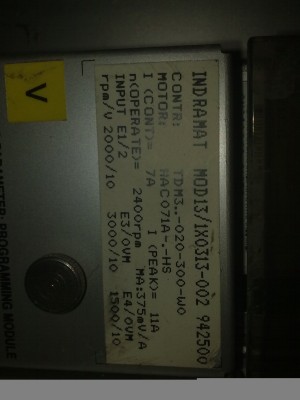 INDRAMAT MOD13/1X0313-002 942500
CONTR: TDM3..-020-300-W0
MOTOR: MAC071A-.-HS
I (CONT)= 7A I (PEAK)= 11A
n(OPERATE)= 2400rpm MA:375mV/A
INPUT E1/2 E3/0VM E4/0VM
rpm/V 2000/10 3000/10 1500/10
V
PROGRAMMING MODULE